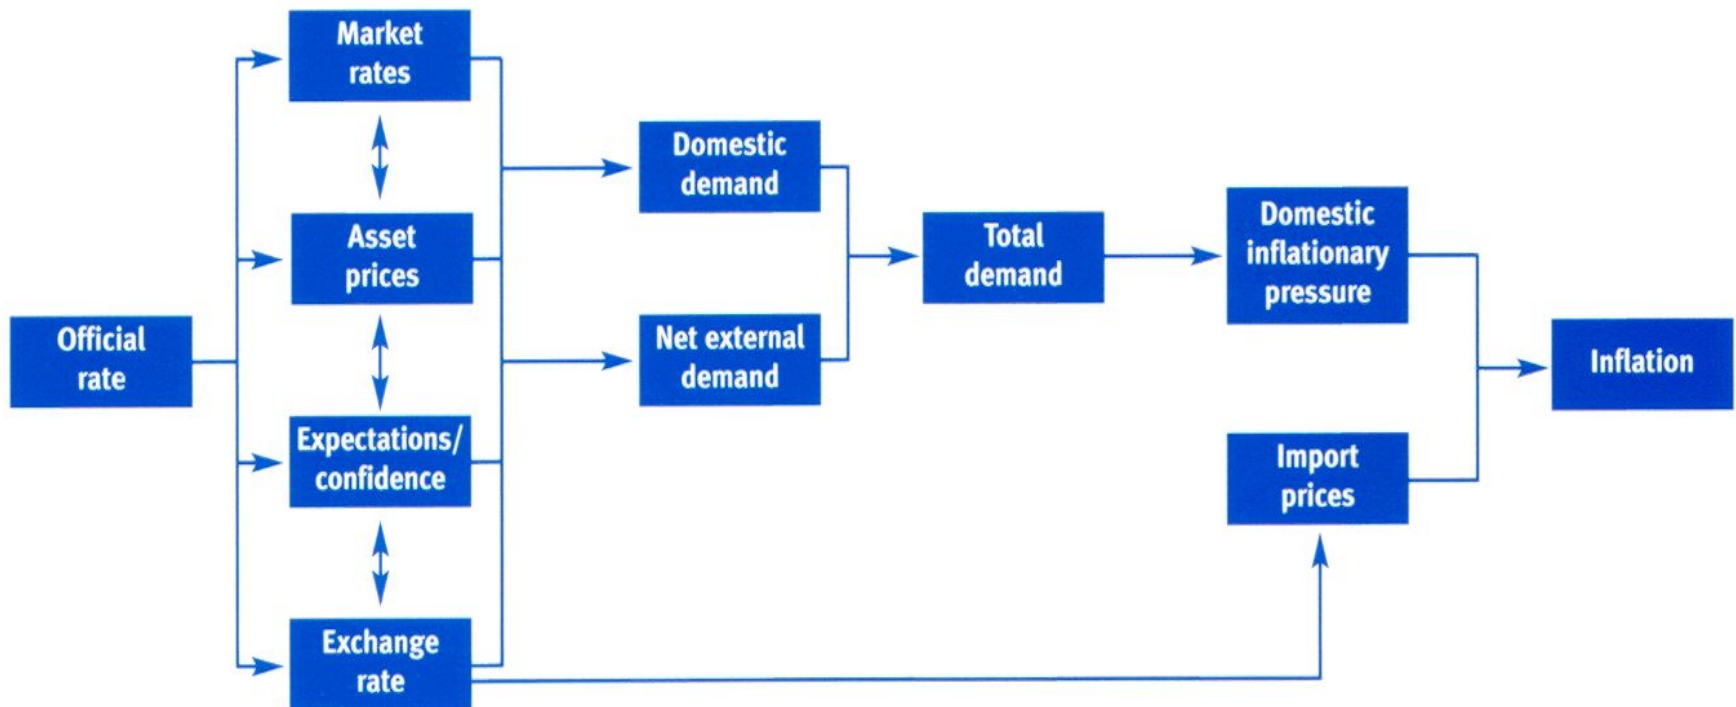 Market
rates
Asset
prices
Official
rate
Expectations/
confidence
Exchange
rate
Domestic
demand
Net external
demand
Total
demand
Domestic
inflationary
pressure
Import
prices
Inflation